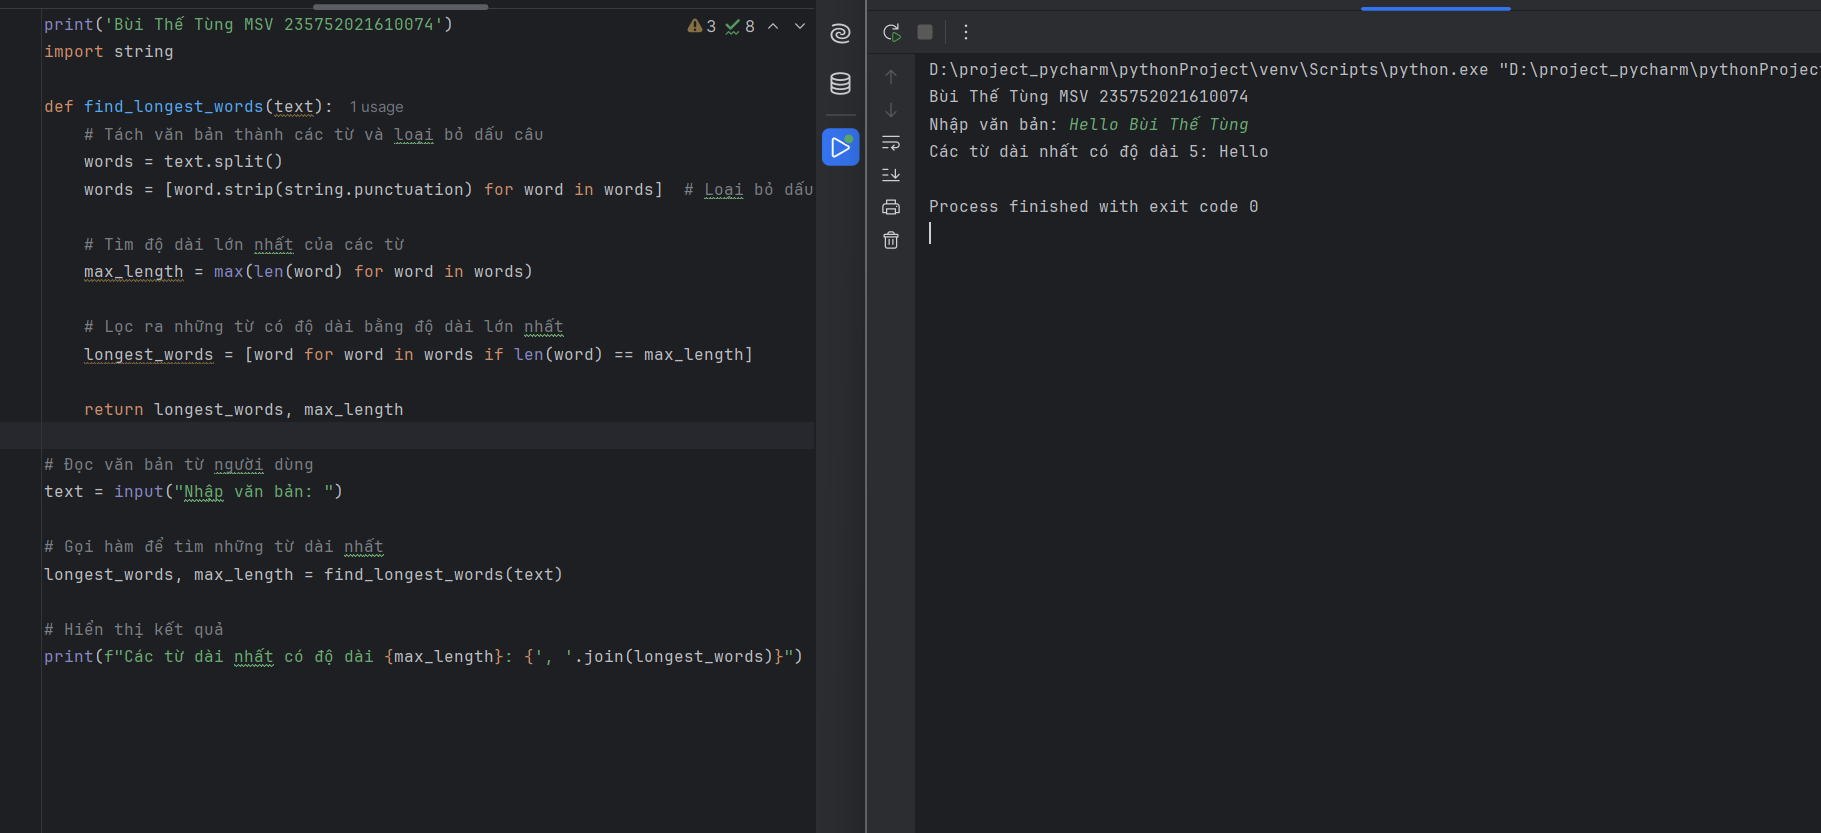 print('Bùi Thế Tùng MSV 235752021610074')
3 8
import string
def find_longest_words(text): 1 usage
# Tách văn bản thành các từ và loại bỏ dấu câu
words = text.split()
words = [word.strip(string.punctuation) for word in words] # Loại bỏ dấu
# Tìm độ dài lớn nhất của các từ
max_length = max(len(word) for word in words)
# Lọc ra những từ có độ dài bằng độ dài lớn nhất
longest_words = [word for word in words if len(word) == max_length]
return longest_words, max_length
# Đọc văn bản từ người dùng
text = input("Nhập văn bản: ")
# Gọi hàm để tìm những từ dài nhất
longest_words, max_length = find_longest_words(text)
# Hiển thị kết quả
print(f"Các từ dài nhất có độ dài {max_length}: {', '.join(longest_words)}")
D:\project_pycharm\pythonProject\venv\Scripts\python.exe "D:\project_pycharm\pythonProject
Bùi Thế Tùng MSV 235752021610074
Nhập văn bản: Hello Bùi Thế Tùng
Các từ dài nhất có độ dài 5: Hello
Process finished with exit code 0